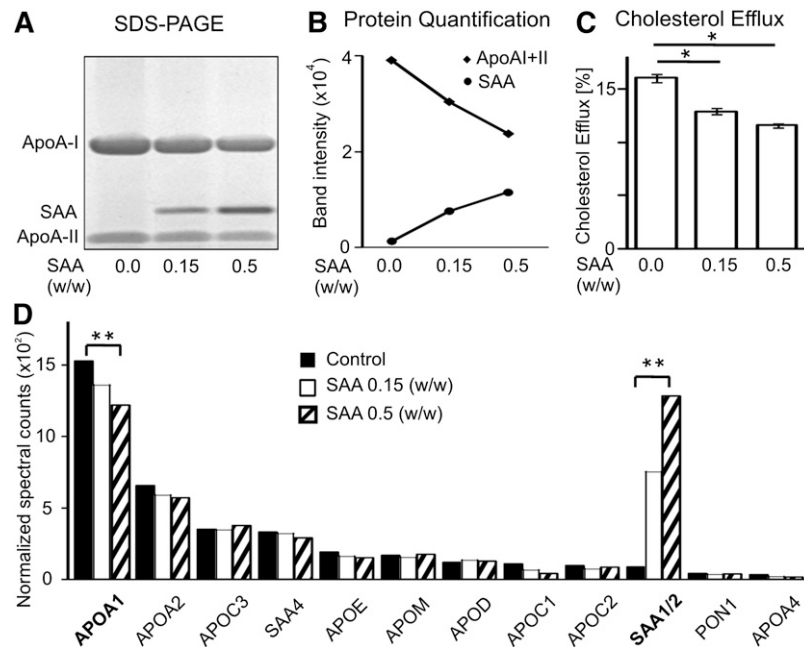 A
SDS-PAGE
ApoA-I
SAA
ApoA-II
SAA
(w/w)
0.0 0.15 0.5
B Protein Quantification
Band intensity (x10⁴)
4
2
0
ApoAI+II
SAA
SAA
(w/w)
0.0 0.15 0.5
C
Cholesterol Efflux
Cholesterol Efflux [%]
15
0
*
*
SAA
(w/w)
0.0 0.15 0.5
D
Normalized spectral counts (x10²)
15
10
5
0
**
**
Control
SAA 0.15 (w/w)
SAA 0.5 (w/w)
APOA1
APOA2
APOC3
SAA4
APOE
APOM
APOD
APOC1
APOC2
SAA1/2
PON1
APOA4